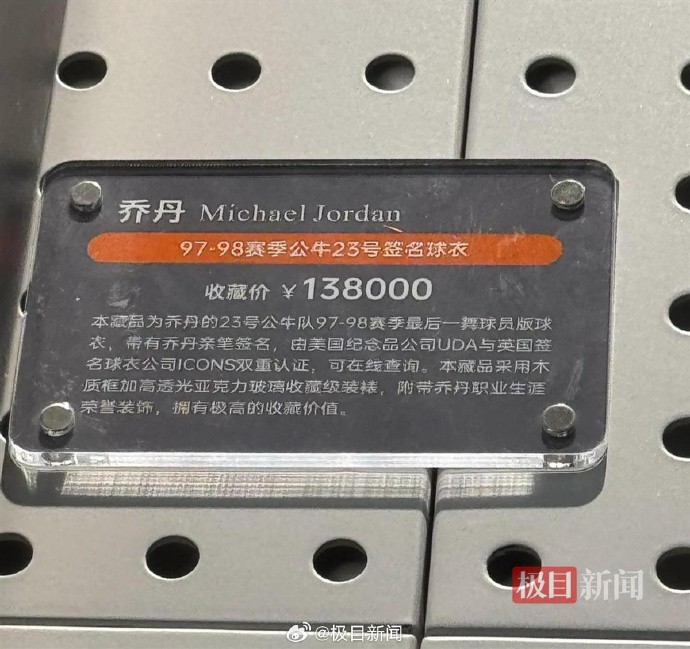 乔丹 Michael Jordan
97-98赛季公牛23号签名球衣
收藏价 ¥138000
本藏品为乔丹的23号公牛队97-98赛季最后一舞球员版球
衣，带有乔丹亲笔签名，由美国纪念品公司UDA与英国签
名球衣公司ICONS双重认证，可在线查询。本藏品采用木
质框加高透光亚克力玻璃收藏级装裱，附带乔丹职业生涯
荣誉装饰，拥有极高的收藏价值。
极目新闻
@极目新闻